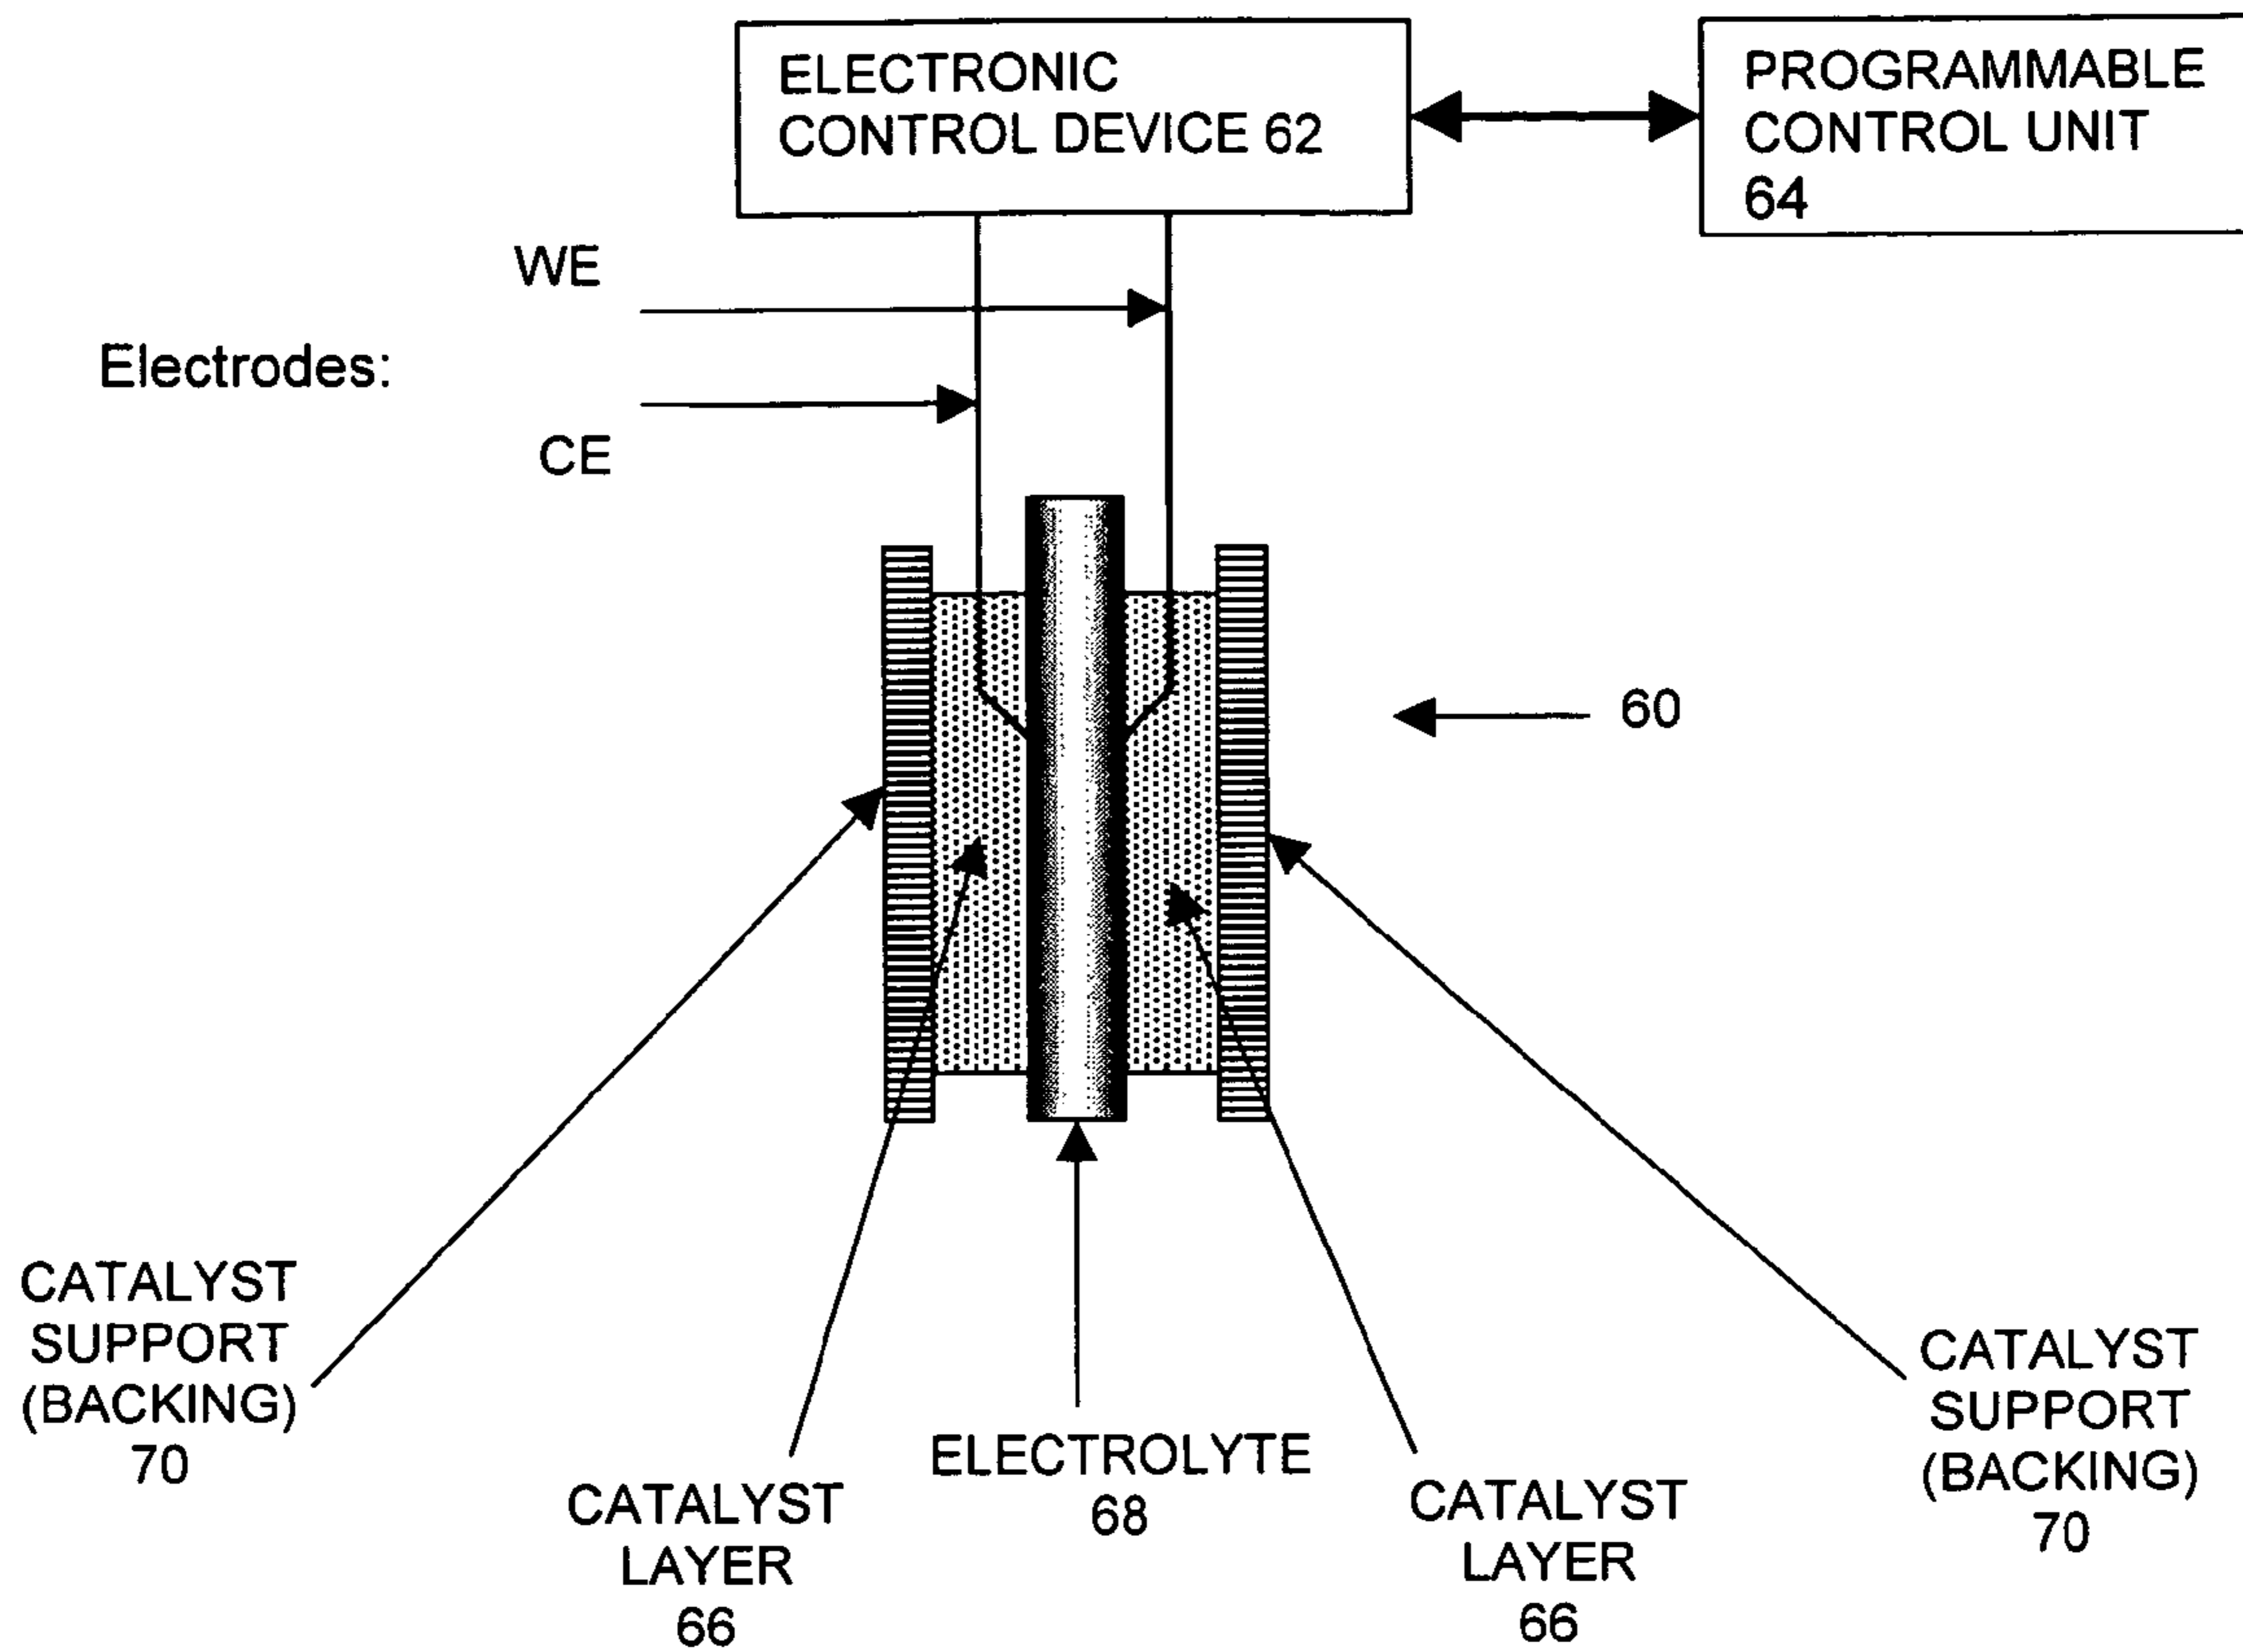 ELECTRONIC
CONTROL DEVICE 62
PROGRAMMABLE
CONTROL UNIT
64
WE
Electrodes:
CE
60
CATALYST
SUPPORT
(BACKING)
70
CATALYST
LAYER
66
ELECTROLYTE
68
CATALYST
LAYER
66
CATALYST
SUPPORT
(BACKING)
70